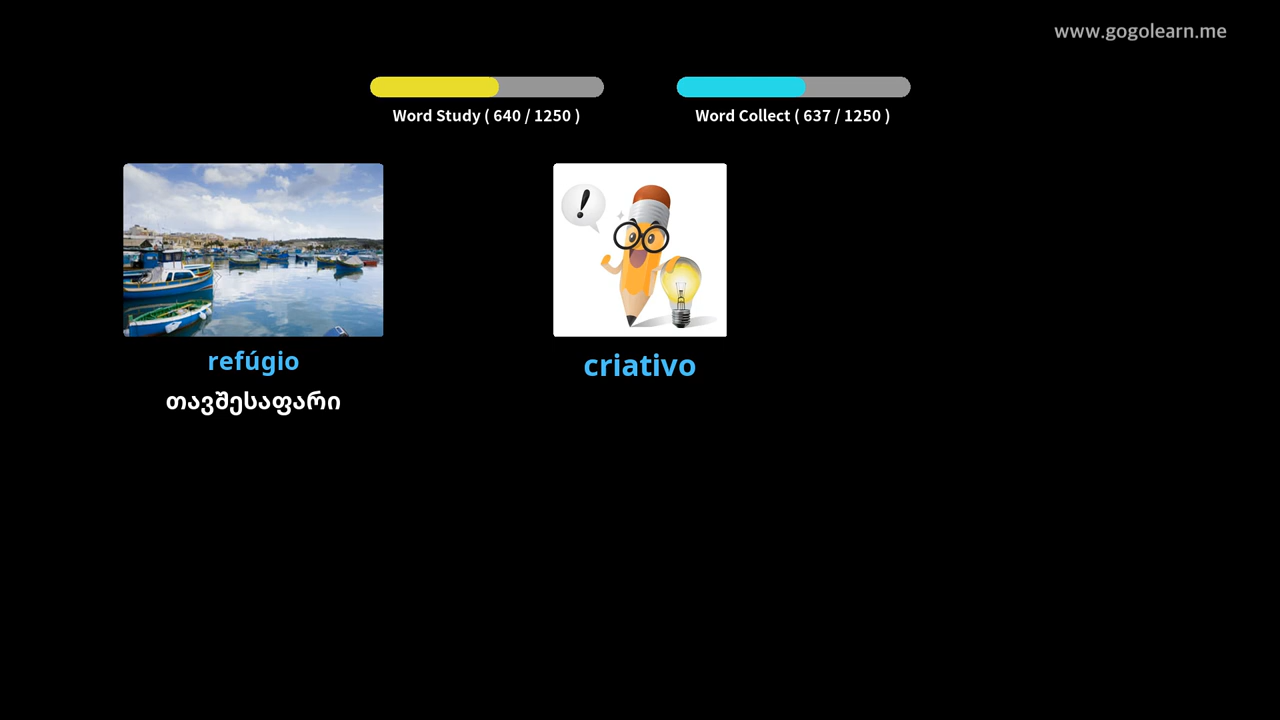 www.gogolearn.me
Word Study ( 640 / 1250 )
Word Collect ( 637 / 1250 )
refúgio
თავშესაფარი
criativo
!